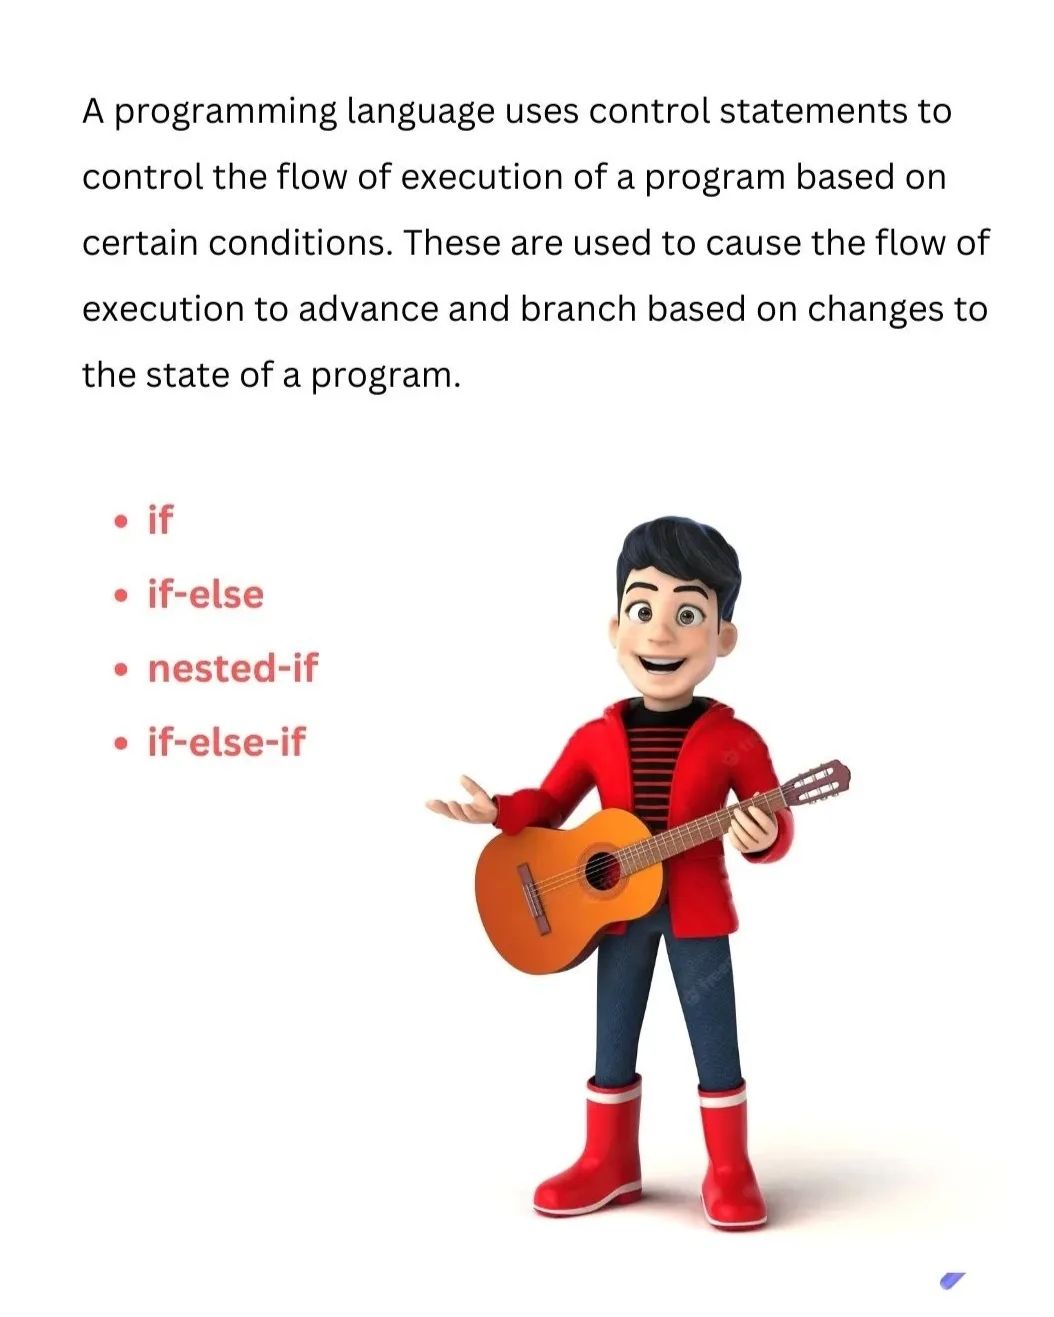 A programming language uses control statements to
control the flow of execution of a program based on
certain conditions. These are used to cause the flow of
execution to advance and branch based on changes to
the state of a program.
if
if-else
nested-if
if-else-if